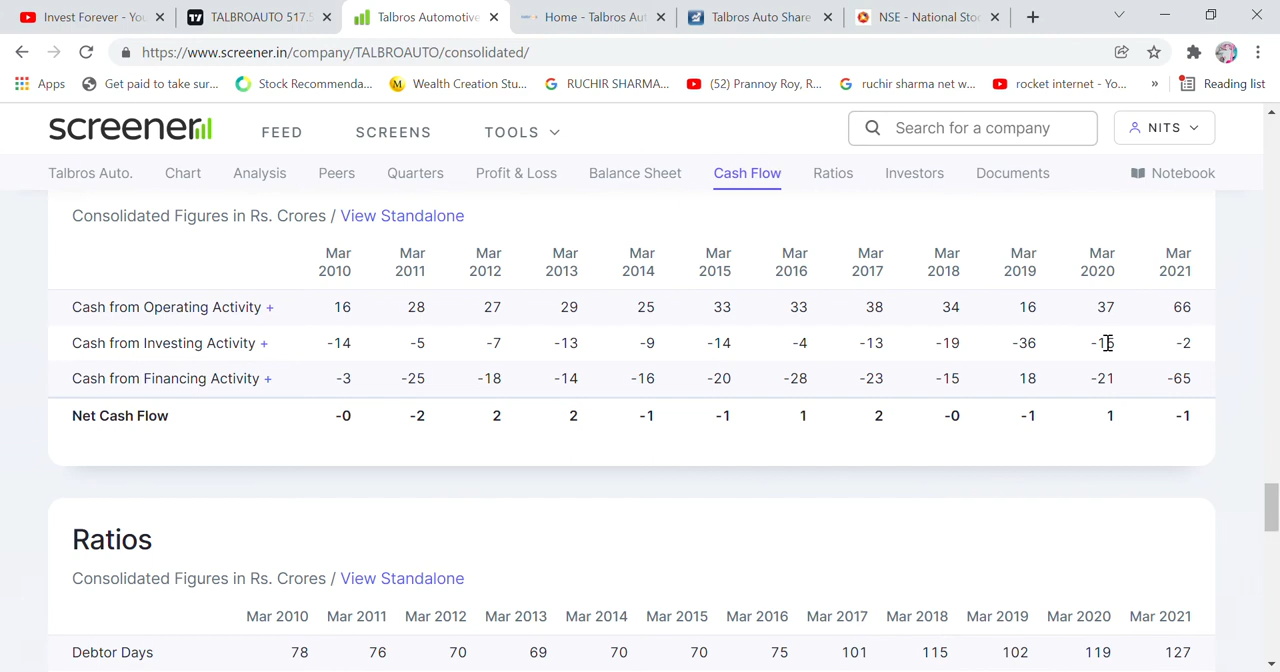 Invest Forever - You
TALBROAUTO 517.5
Talbros Automotive
Home - Talbros Aut
Talbros Auto Share
NSE - National Stoc
https://www.screener.in/company/TALBROAUTO/consolidated/
Apps Get paid to take sur... Stock Recommenda... Wealth Creation Stu... RUCHIR SHARMA... (52) Prannoy Roy, R... ruchir sharma net w... rocket internet - Yo... » Reading list
screener FEED SCREENS TOOLS Search for a company NITS
Talbros Auto. Chart Analysis Peers Quarters Profit & Loss Balance Sheet Cash Flow Ratios Investors Documents Notebook
Consolidated Figures in Rs. Crores / View Standalone
Mar 2010 Mar 2011 Mar 2012 Mar 2013 Mar 2014 Mar 2015 Mar 2016 Mar 2017 Mar 2018 Mar 2019 Mar 2020 Mar 2021
Cash from Operating Activity + 16 28 27 29 25 33 33 38 34 16 37 66
Cash from Investing Activity + -14 -5 -7 -13 -9 -14 -4 -13 -19 -36 -2
Cash from Financing Activity + -3 -25 -18 -14 -16 -20 -28 -23 -15 18 -21 -65
Net Cash Flow -0 -2 2 2 -1 -1 1 2 -0 -1 1 -1
Ratios
Consolidated Figures in Rs. Crores / View Standalone
Mar 2010 Mar 2011 Mar 2012 Mar 2013 Mar 2014 Mar 2015 Mar 2016 Mar 2017 Mar 2018 Mar 2019 Mar 2020 Mar 2021
Debtor Days 78 76 70 69 70 70 75 101 115 102 119 127